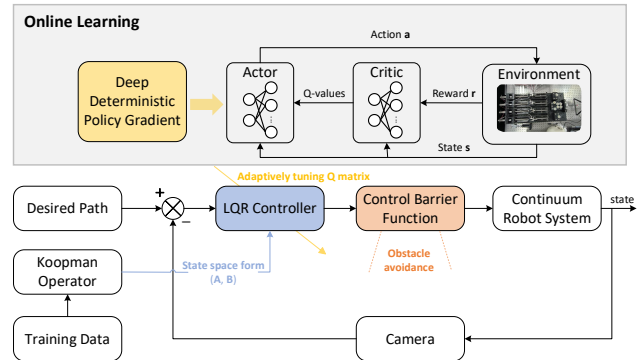 Online Learning
Action a
Deep
Deterministic
Policy Gradient
Actor
Q-values
Critic
Reward r
Environment
State s
Adaptively tuning Q matrix
Desired Path
+
−
LQR Controller
Control Barrier
Function
Continuum
Robot System
state
Koopman
Operator
State space form
(A, B)
Obstacle
avoidance
Training Data
Camera